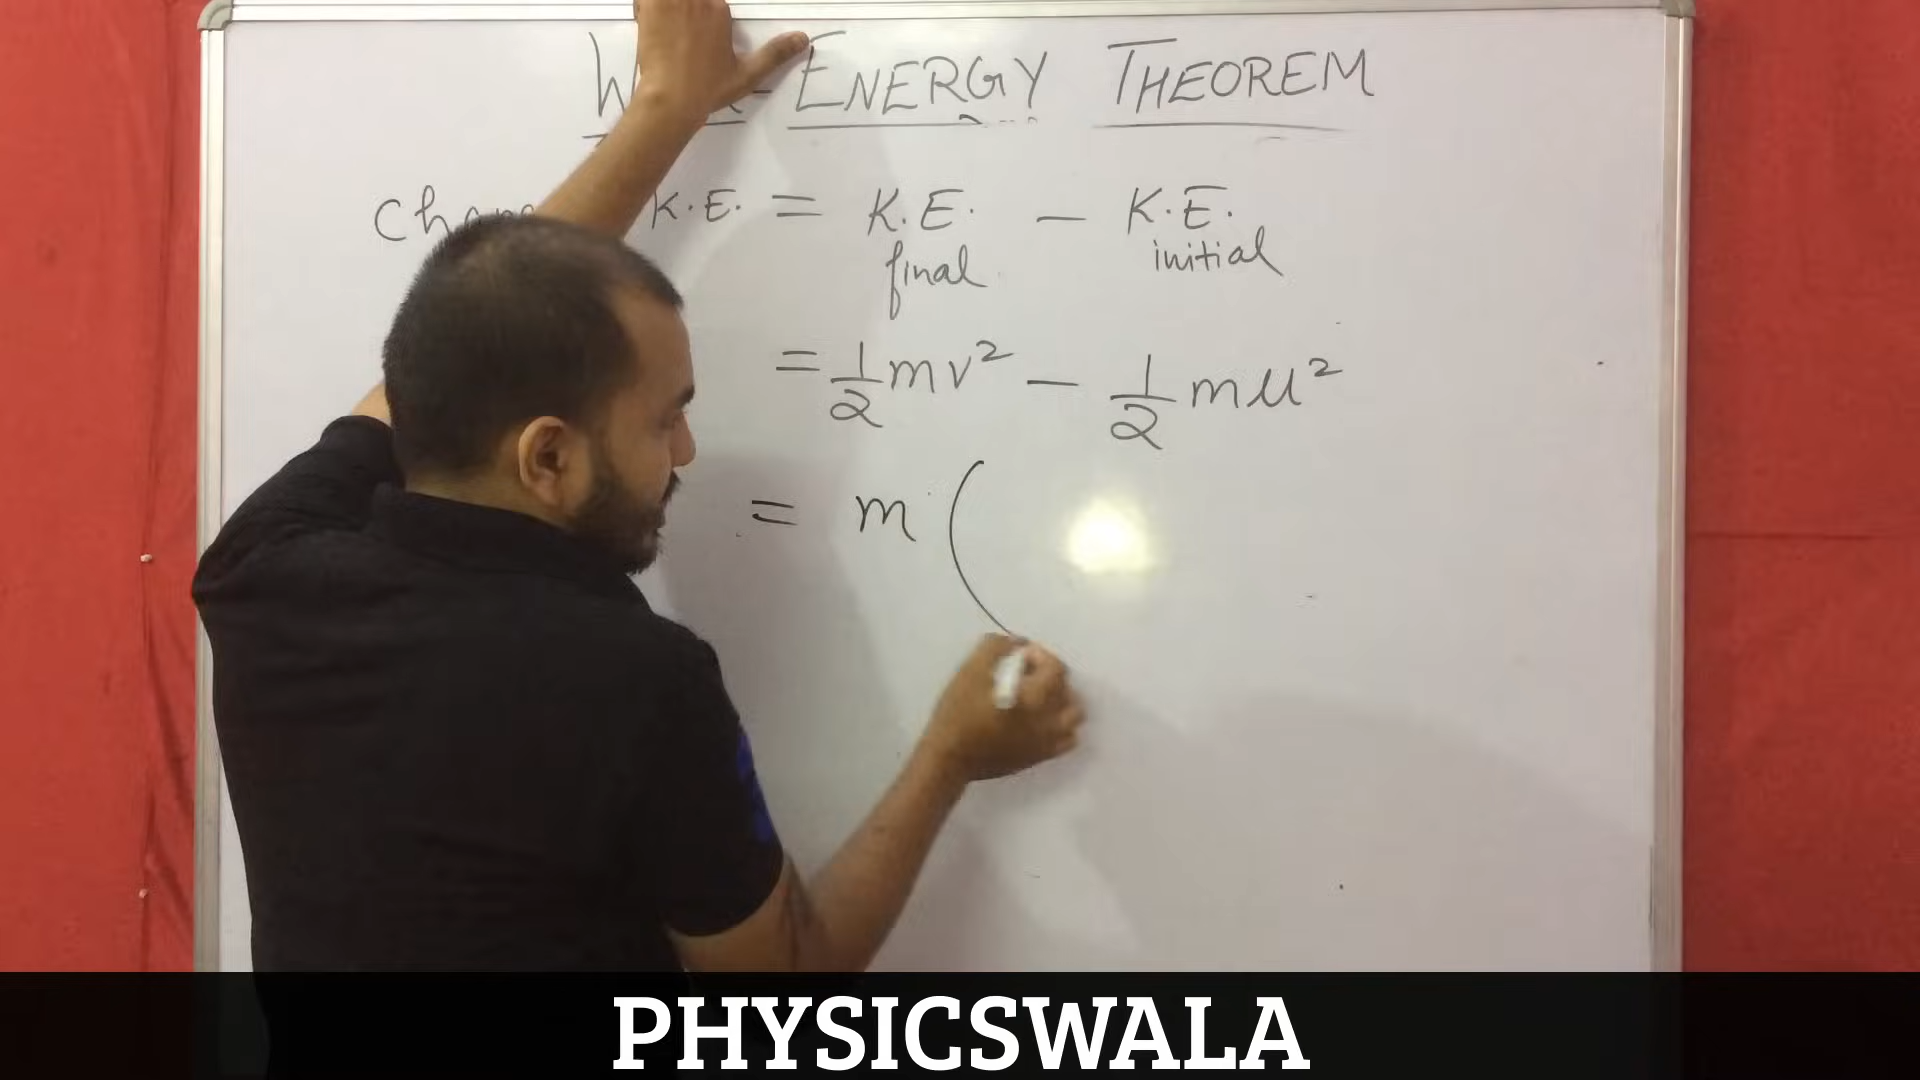 ENERGY THEOREM
K.E. = K.E. final - K.E. initial
= 1/2 mv² - 1/2 mu²
= m (
PHYSICSWALA